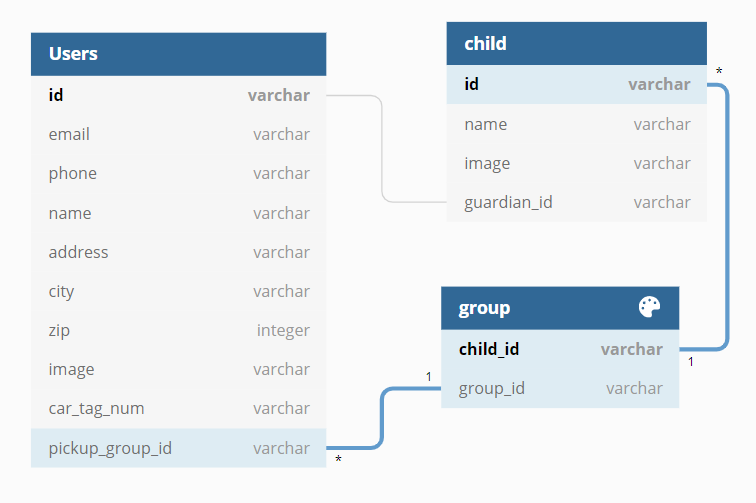 Users
id varchar
email varchar
phone varchar
name varchar
address varchar
city varchar
zip integer
image varchar
car_tag_num varchar
pickup_group_id varchar
*
child
id varchar
*
name varchar
image varchar
guardian_id varchar
group
child_id varchar
1
group_id varchar
1